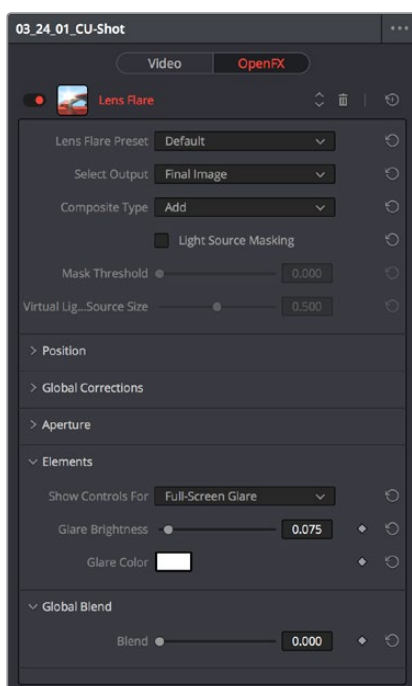 03_24_01_CU-Shot
Video OpenFX
Lens Flare
Lens Flare Preset Default
Select Output Final Image
Composite Type Add
Light Source Masking
Mask Threshold 0.000
Virtual Lig...Source Size 0.500
Position
Global Corrections
Aperture
Elements
Show Controls For Full-Screen Glare
Glare Brightness 0.075
Glare Color
Global Blend
Blend 0.000